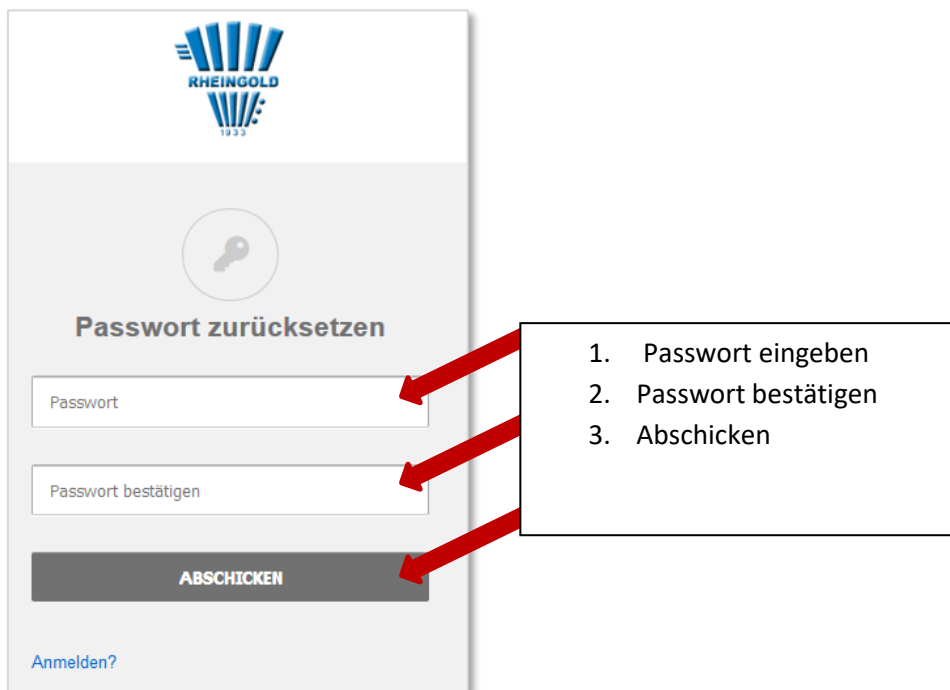 RHEINGOLD
1933
Passwort zurücksetzen
Passwort
Passwort bestätigen
ABSCHICKEN
Anmelden?
1. Passwort eingeben
2. Passwort bestätigen
3. Abschicken